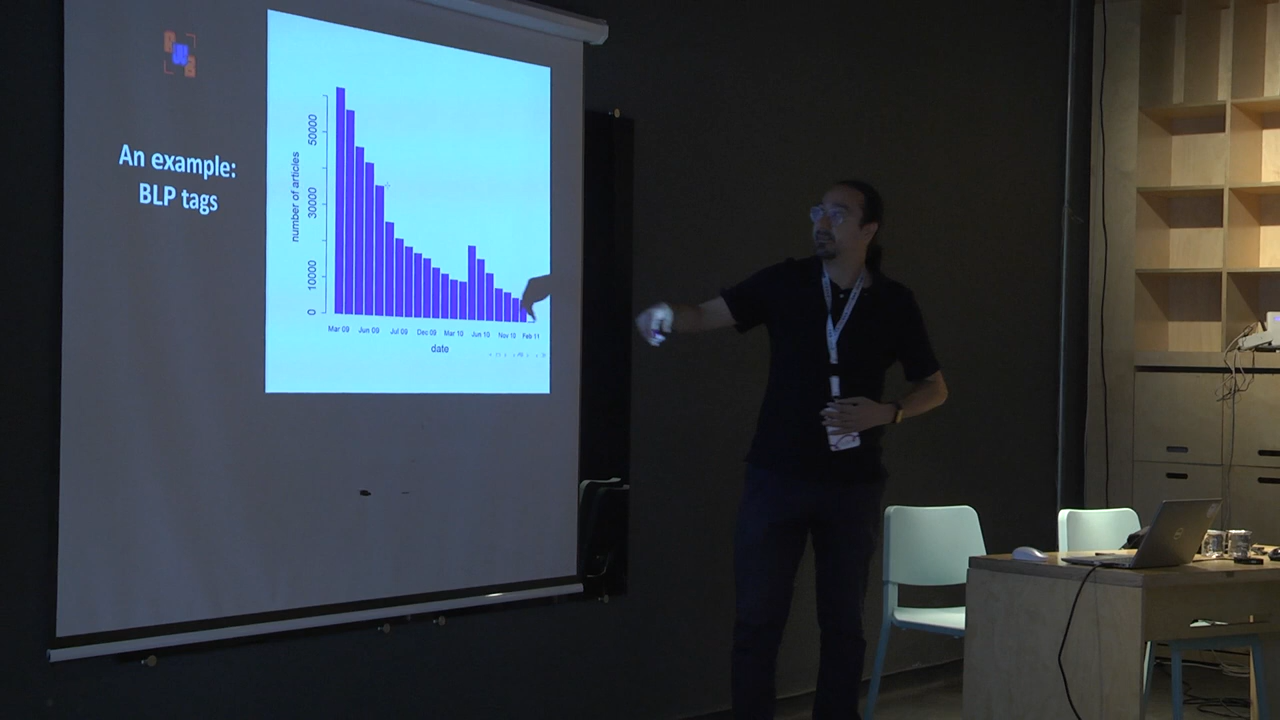 An example:
BLP tags
number of articles
50000
30000
10000
0
Mar 09 Jun 09 Jul 09 Dec 09 Mar 10 Jun 10 Nov 10 Feb 11
date